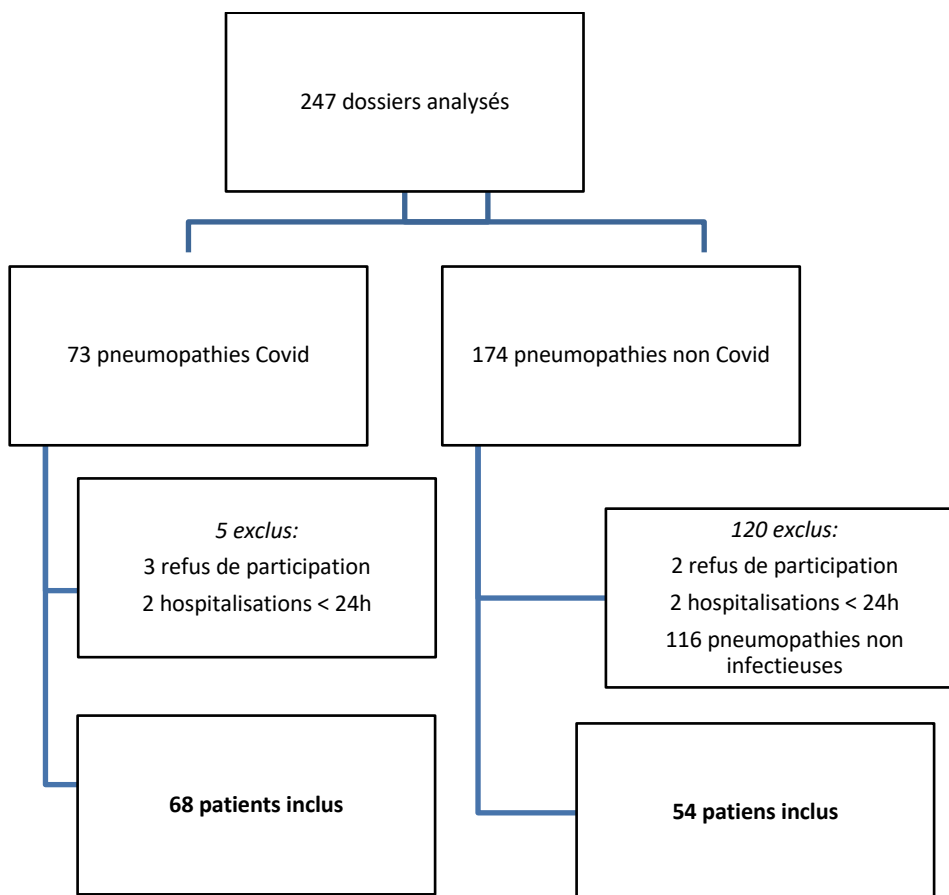 247 dossiers analysés
73 pneumopathies Covid
174 pneumopathies non Covid
5 exclus:
3 refus de participation
2 hospitalisations < 24h
120 exclus:
2 refus de participation
2 hospitalisations < 24h
116 pneumopathies non
infectieuses
68 patients inclus
54 patiens inclus